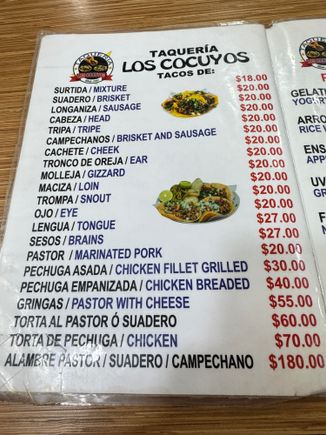 TAQUERÍA
LOS COCUYOS
TACOS DE:
SURTIDA / MIXTURE $18.00
SUADERO / BRISKET $20.00
LONGANIZA / SAUSAGE $20.00
CABEZA / HEAD $20.00
TRIPA / TRIPE $20.00
CAMPECHANOS / BRISKET AND SAUSAGE $20.00
CACHETE / CHEEK $20.00
TRONCO DE OREJA / EAR $20.00
MOLLEJA / GIZZARD $20.00
MACIZA / LOIN $20.00
TROMPA / SNOUT $20.00
OJO / EYE $20.00
LENGUA / TONGUE $27.00
SESOS / BRAINS $27.00
PASTOR / MARINATED PORK $20.00
PECHUGA ASADA / CHICKEN FILLET GRILLED $30.00
PECHUGA EMPANIZADA / CHICKEN BREADED $40.00
GRINGAS / PASTOR WITH CHEESE $55.00
TORTA AL PASTOR Ó SUADERO $60.00
TORTA DE PECHUGA / CHICKEN $70.00
ALAMBRE PASTOR / SUADERO / CAMPECHANO $180.00